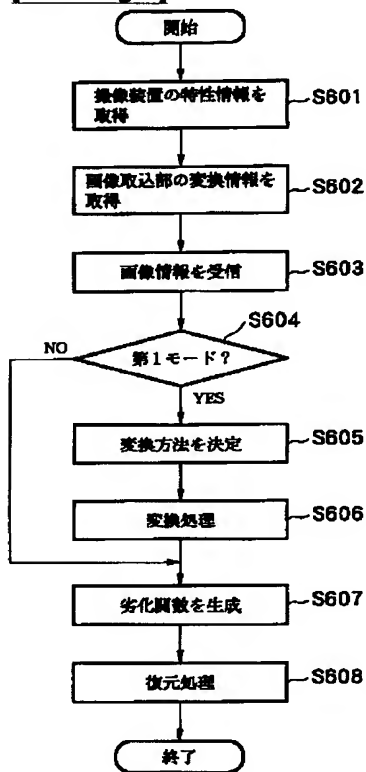 開始
撮像装置の特性情報を
取得
S601
画像取込部の変換情報を
取得
S602
画像情報を受信
S603
S604
第1モード?
NO
YES
変換方法を決定
S605
変換処理
S606
劣化関数を生成
S607
復元処理
S608
終了